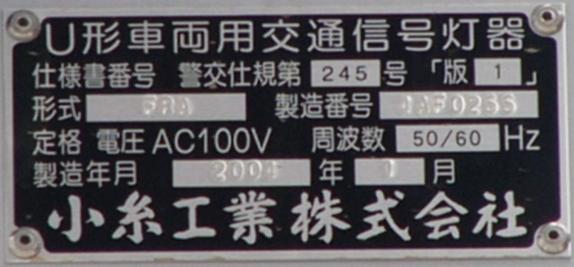 U形車両用交通信号灯器
仕様書番号 警交仕規第 245 号 「版 1 」
形式 製造番号
定格 電圧 AC100V 周波数 50/60 Hz
製造年月 2004 年 月
小糸工業株式会社